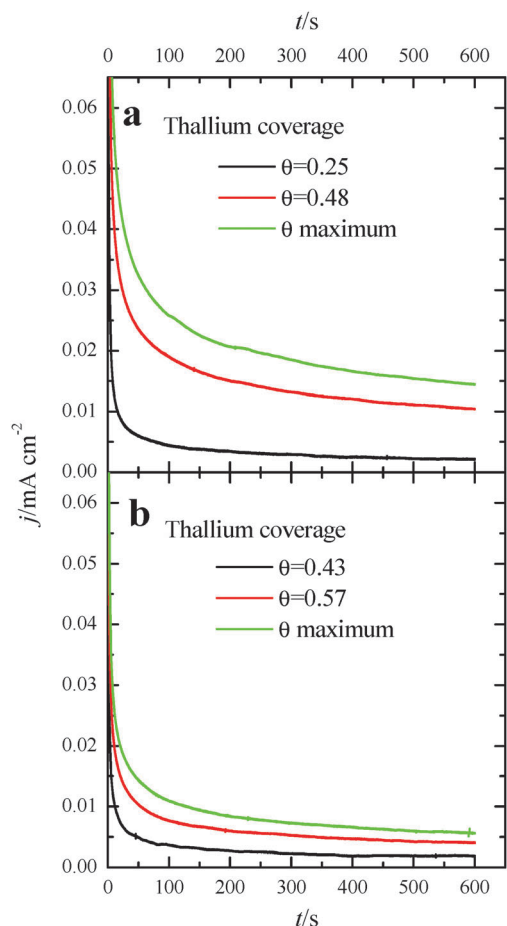 t/s
0 100 200 300 400 500 600
0.06
0.05
0.04
0.03
0.02
0.01
0.00
a
Thallium coverage
θ=0.25
θ=0.48
θ maximum
j/mA cm⁻²
0.06
0.05
0.04
0.03
0.02
0.01
0.00
b
Thallium coverage
θ=0.43
θ=0.57
θ maximum
0 100 200 300 400 500 600
t/s